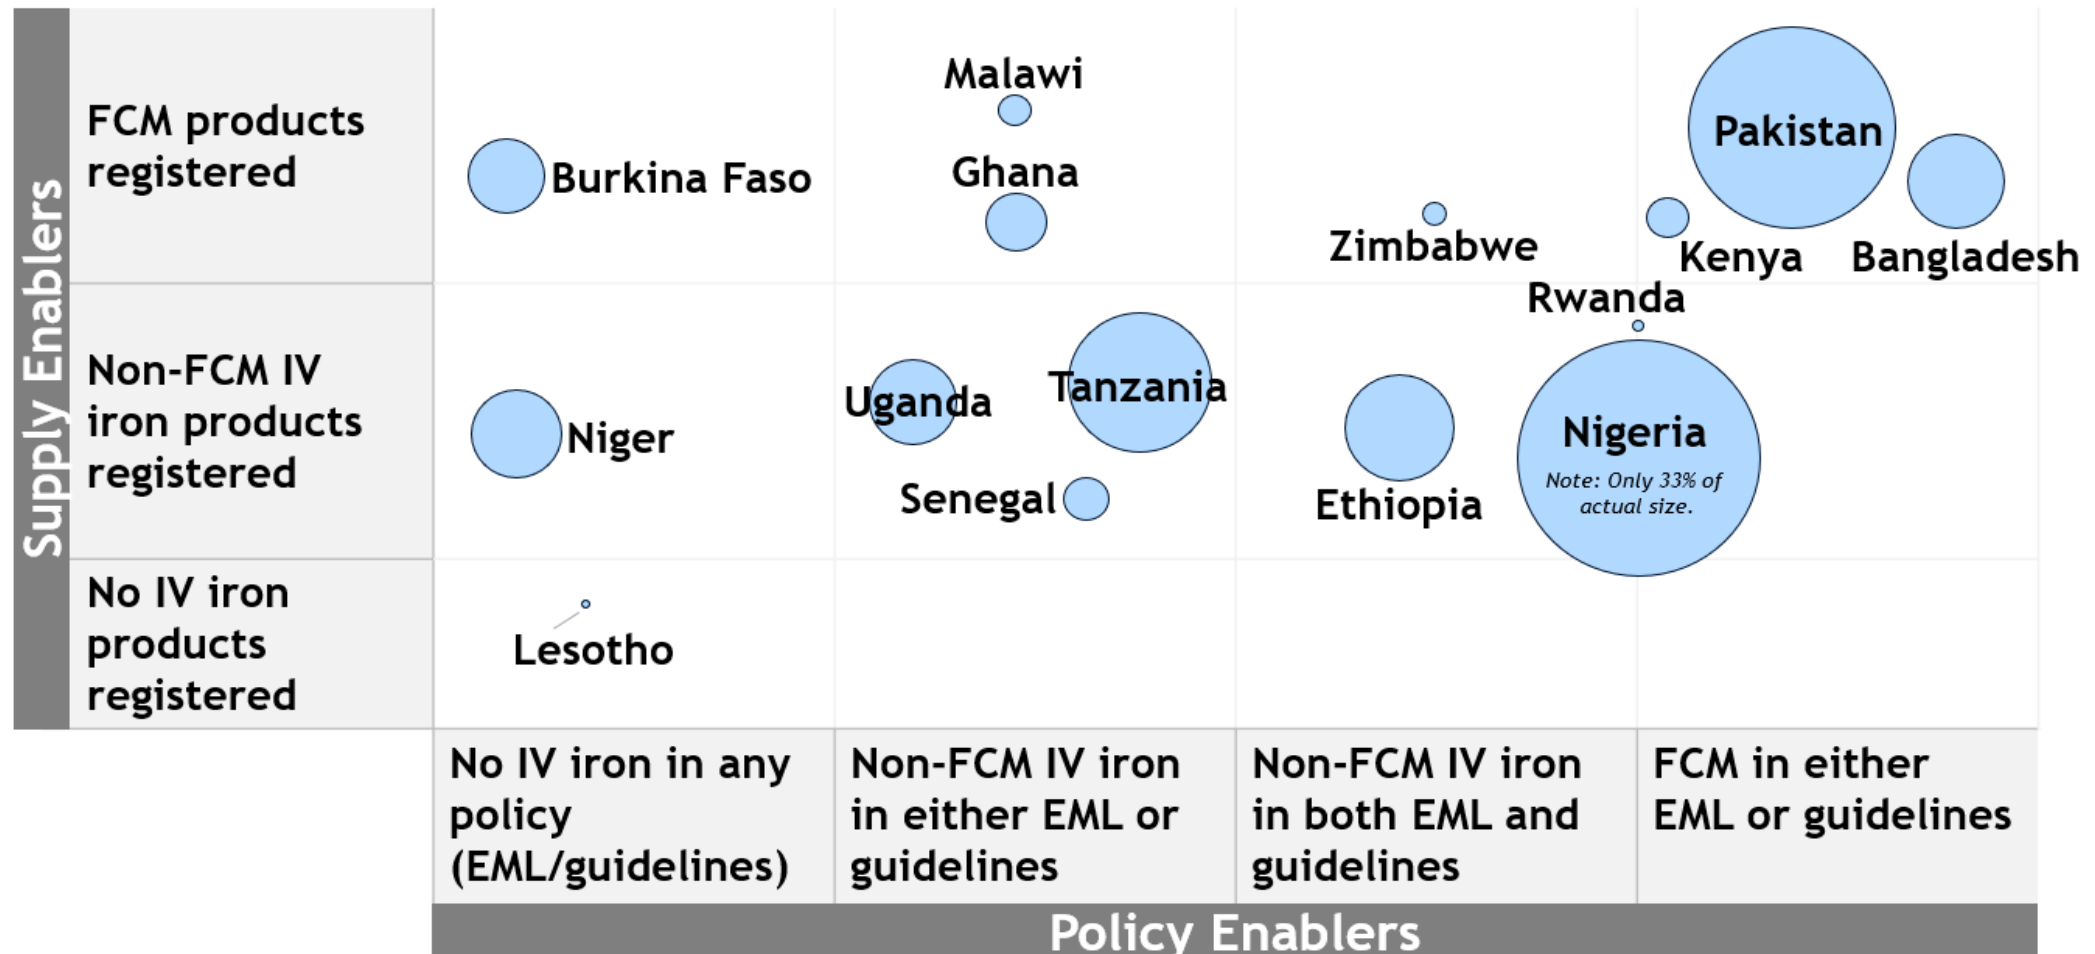 Supply Enablers
FCM products
registered
Burkina Faso
Malawi
Ghana
Zimbabwe
Pakistan
Kenya
Bangladesh
Non-FCM IV
iron products
registered
Niger
Uganda
Tanzania
Senegal
Ethiopia
Rwanda
Nigeria
Note: Only 33% of
actual size.
No IV iron
products
registered
Lesotho
No IV iron in any
policy
(EML/guidelines)
Non-FCM IV iron
in either EML or
guidelines
Non-FCM IV iron
in both EML and
guidelines
FCM in either
EML or guidelines
Policy Enablers